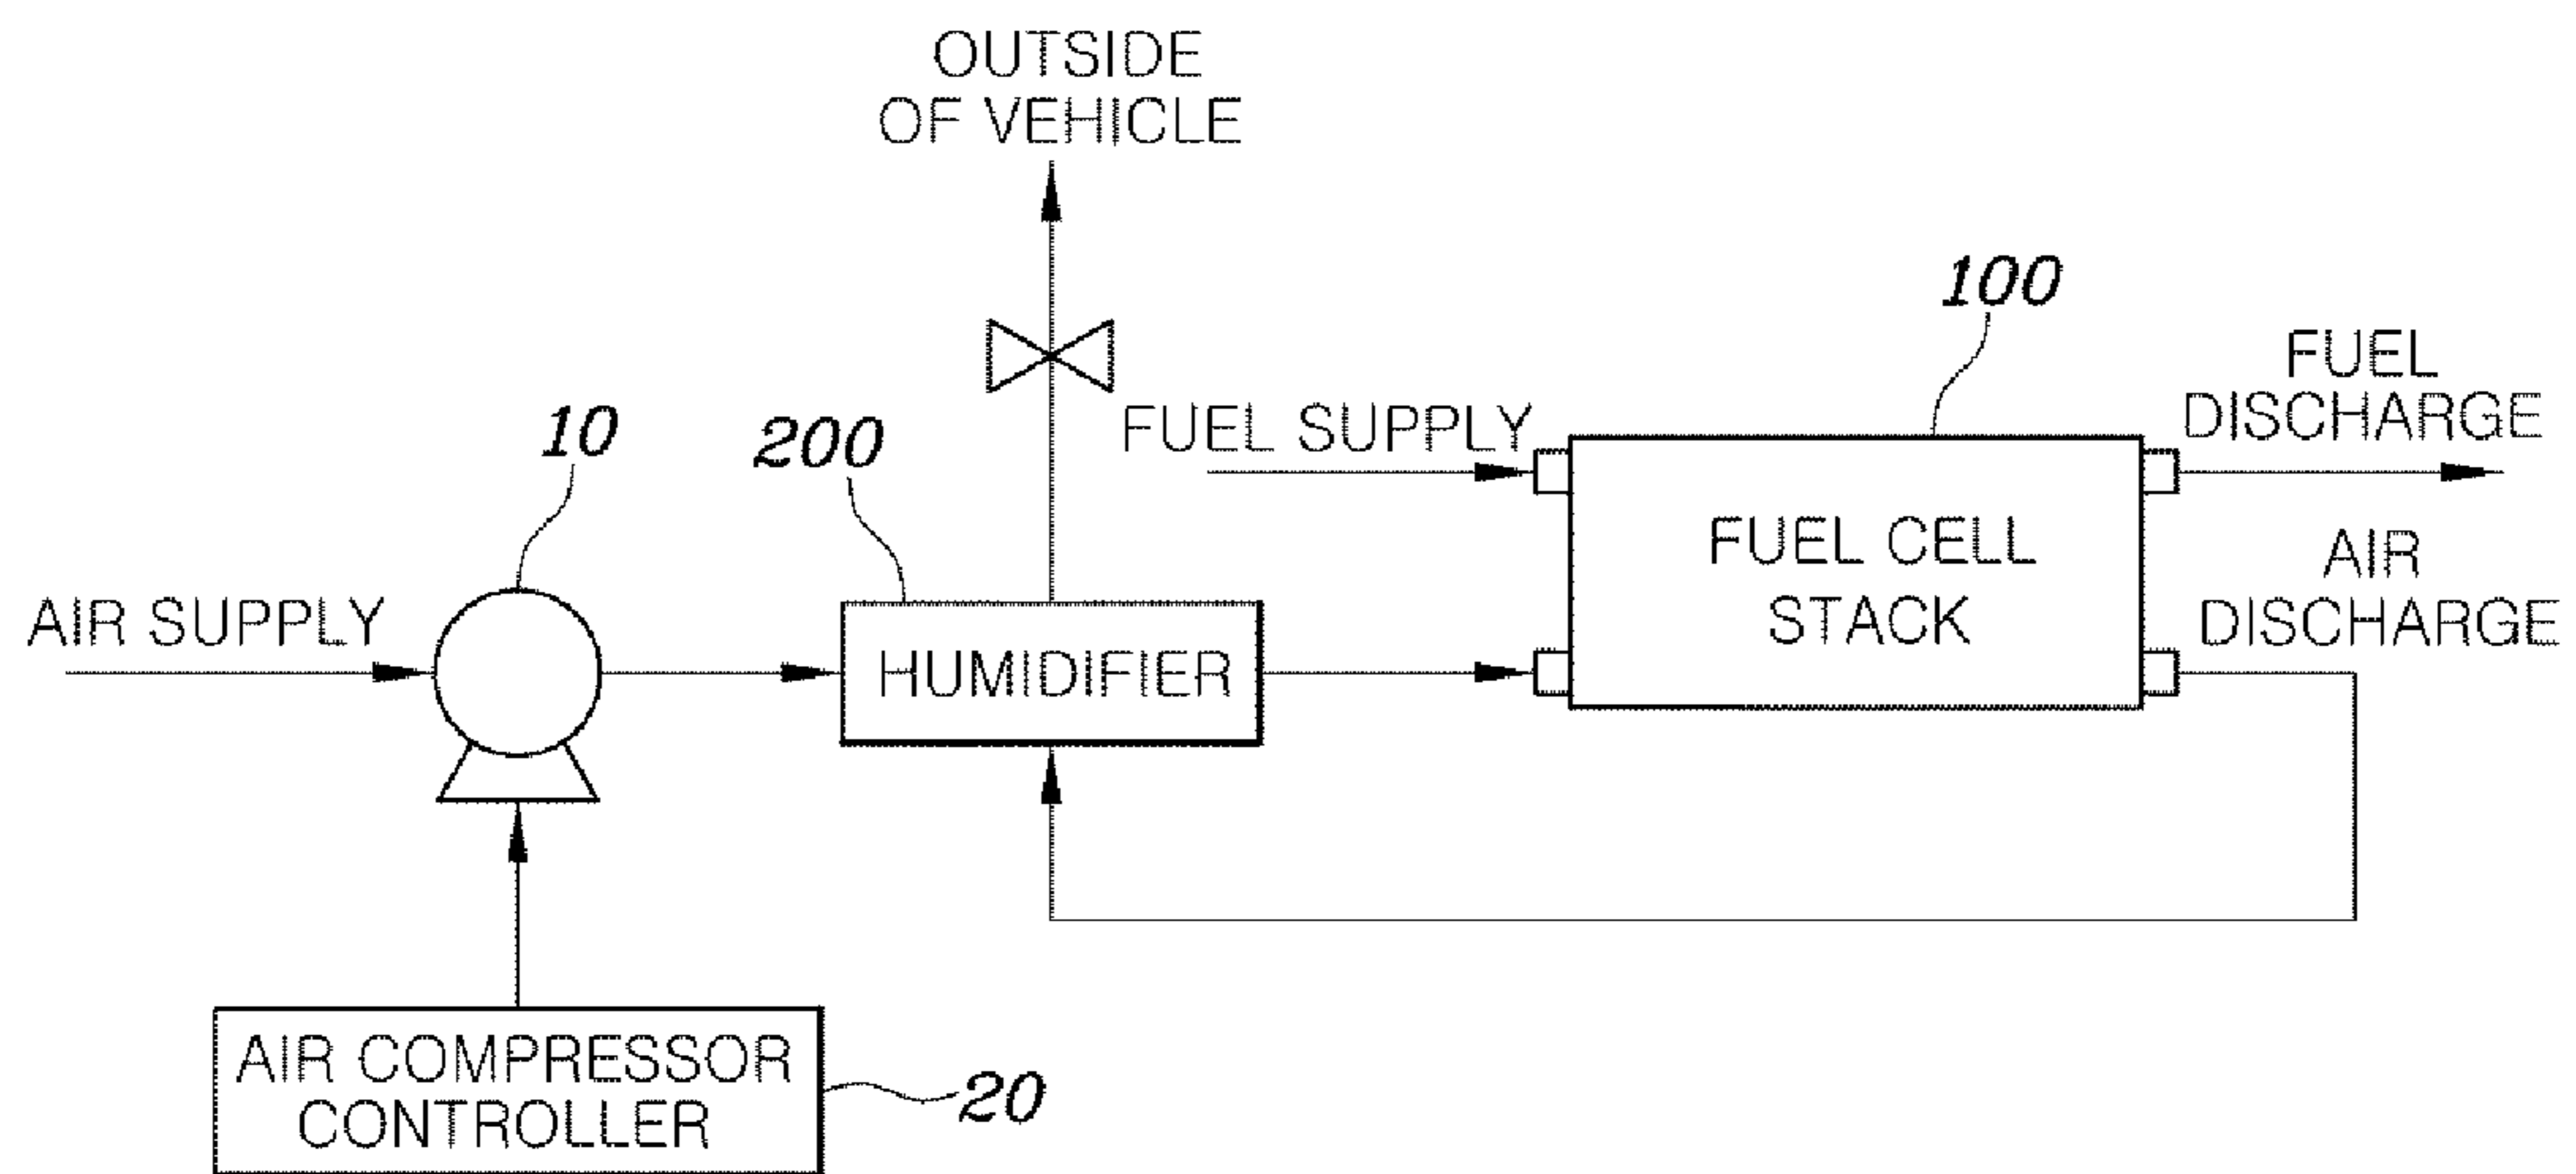 OUTSIDE
OF VEHICLE
100
FUEL
DISCHARGE
10
200
FUEL SUPPLY
FUEL CELL
STACK
AIR
DISCHARGE
AIR SUPPLY
HUMIDIFIER
AIR COMPRESSOR
CONTROLLER
20